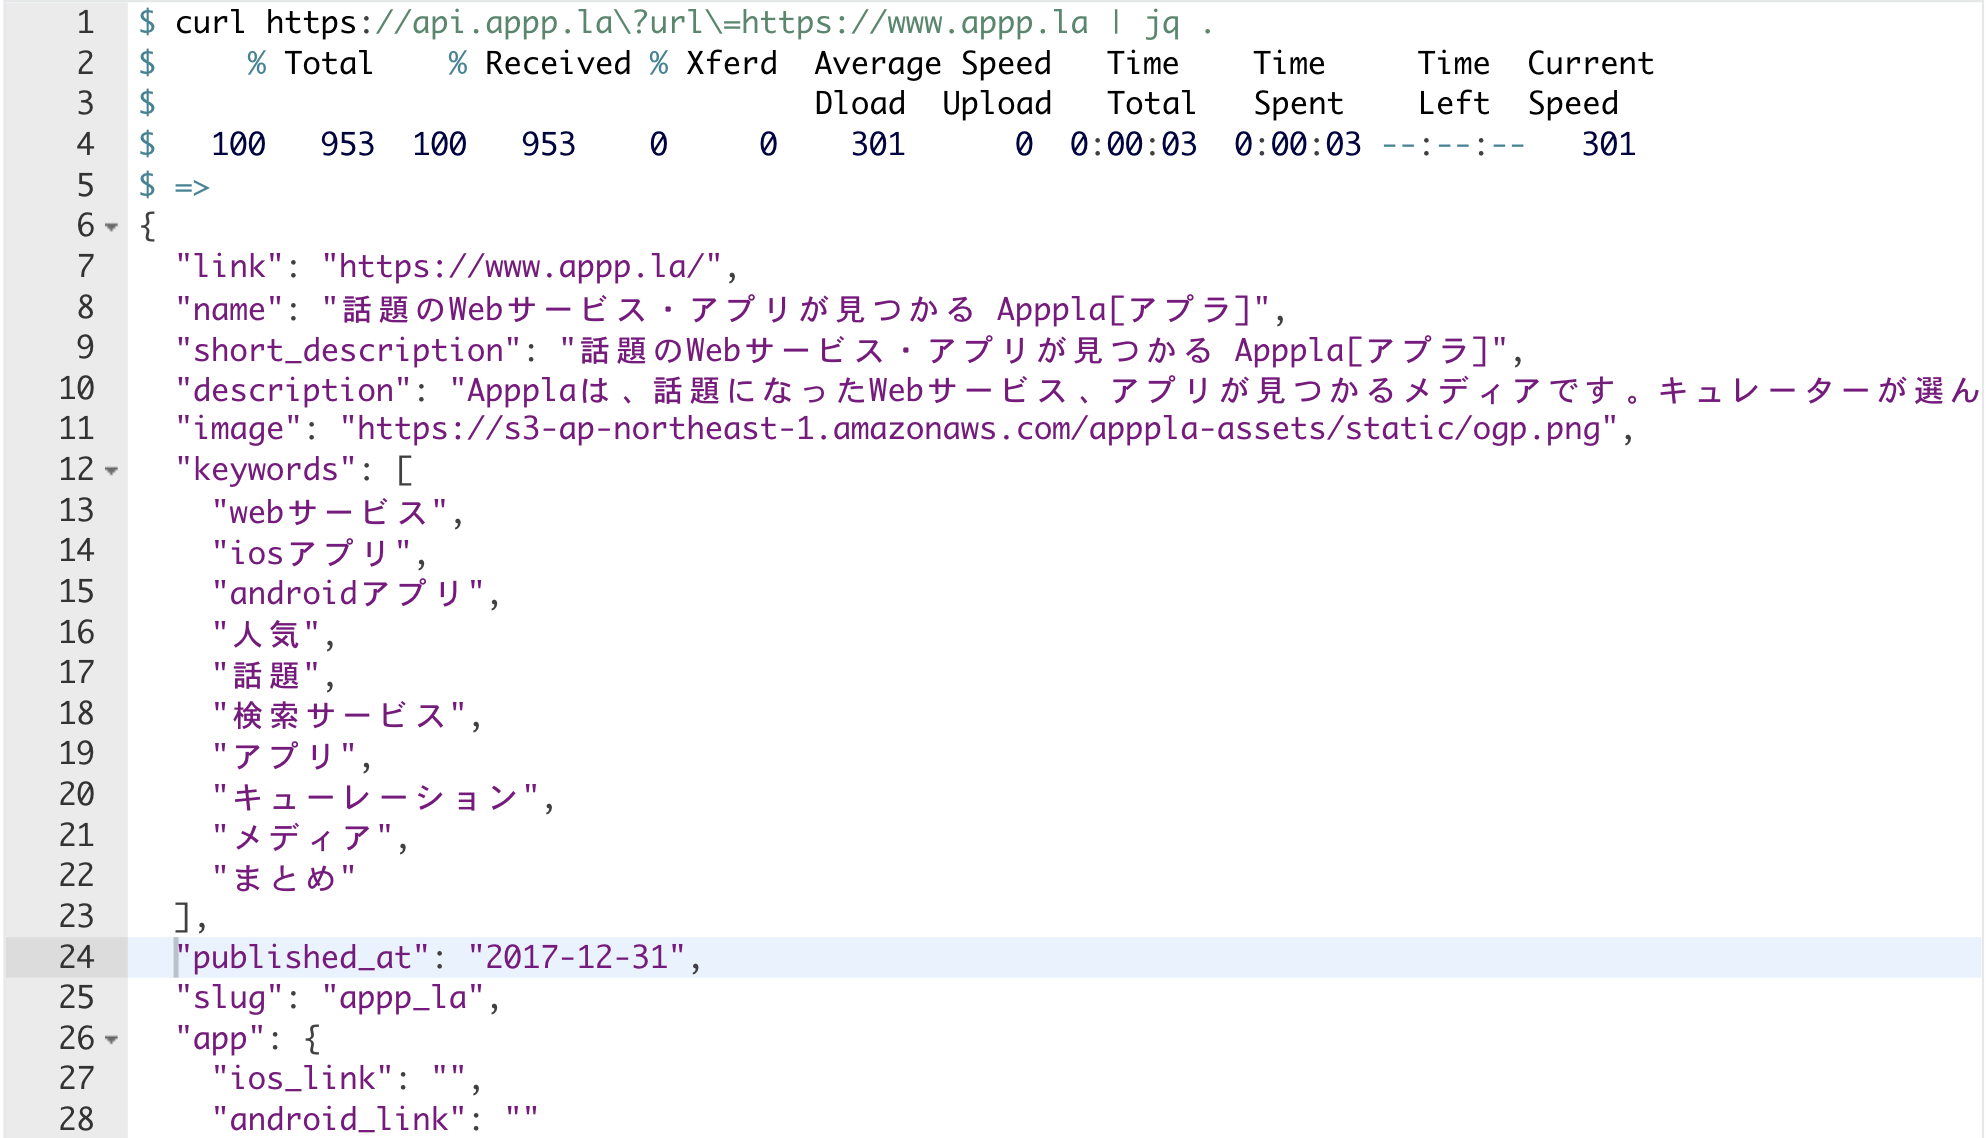 1 $ curl https://api.appp.la\?url\=https://www.appp.la | jq .
2 $     % Total    % Received % Xferd  Average Speed   Time    Time     Time  Current
3 $                                     Dload  Upload   Total   Spent    Left  Speed
4 $   100   953  100   953    0     0    301      0  0:00:03  0:00:03 --:--:--   301
5 $ =>
6 {
7   "link": "https://www.appp.la/",
8   "name": "話題のWebサービス・アプリが見つかる Apppla[アプラ]",
9   "short_description": "話題のWebサービス・アプリが見つかる Apppla[アプラ]",
10   "description": "Appplaは、話題になったWebサービス、アプリが見つかるメディアです。キュレーターが選ん
11   "image": "https://s3-ap-northeast-1.amazonaws.com/apppla-assets/static/ogp.png",
12   "keywords": [
13     "webサービス",
14     "iosアプリ",
15     "androidアプリ",
16     "人気",
17     "話題",
18     "検索サービス",
19     "アプリ",
20     "キューレーション",
21     "メディア",
22     "まとめ"
23   ],
24   "published_at": "2017-12-31",
25   "slug": "appp_la",
26   "app": {
27     "ios_link": "",
28     "android_link": ""